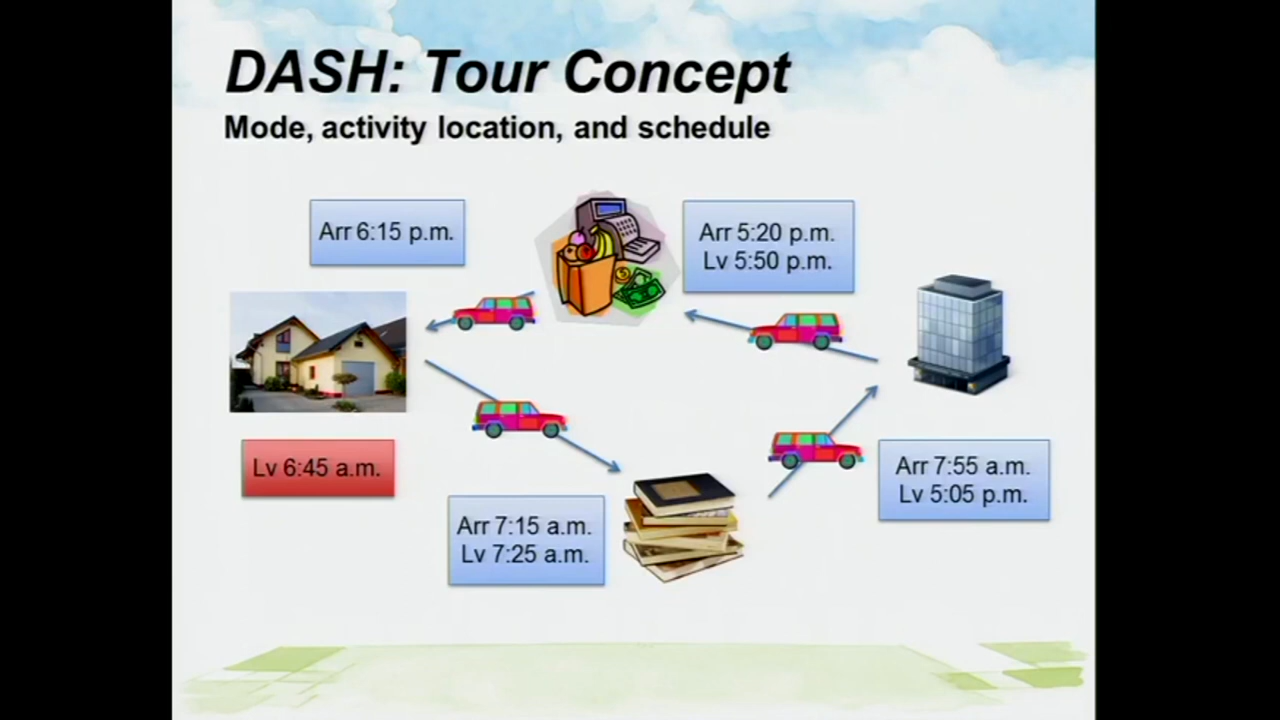 DASH: Tour Concept
Mode, activity location, and schedule
Arr 6:15 p.m.
Arr 5:20 p.m.
Lv 5:50 p.m.
Lv 6:45 a.m.
Arr 7:15 a.m.
Lv 7:25 a.m.
Arr 7:55 a.m.
Lv 5:05 p.m.